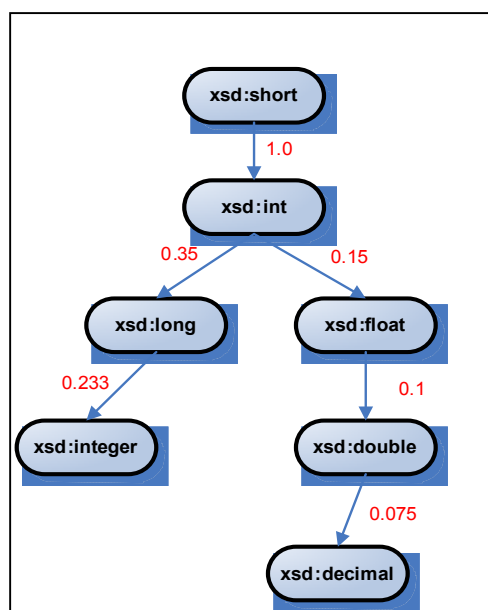 xsd:short
1.0
xsd:int
0.35 0.15
xsd:long xsd:float
0.233 0.1
xsd:integer xsd:double
0.075
xsd:decimal